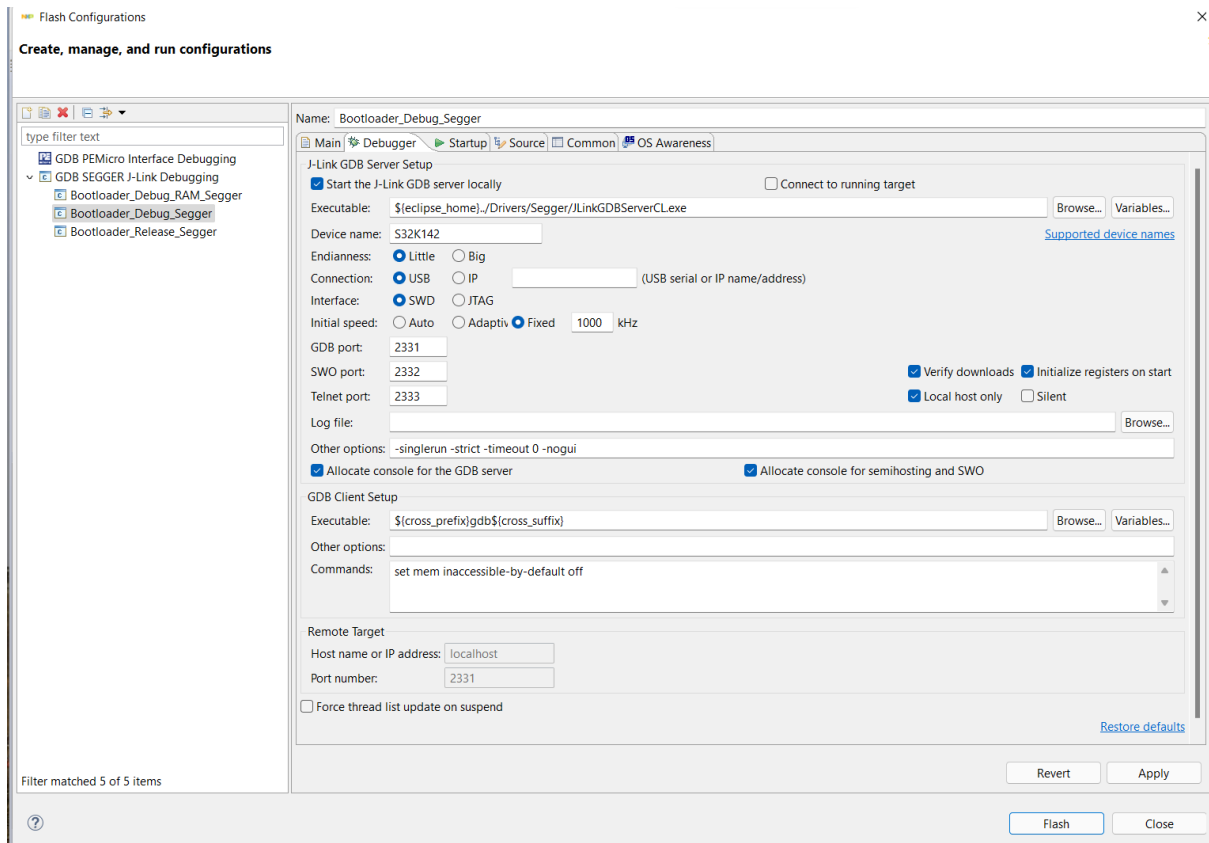 Flash Configurations
Create, manage, and run configurations
type filter text
GDB PEMicro Interface Debugging
GDB SEGGER J-Link Debugging
Bootloader_Debug_RAM_Segger
Bootloader_Debug_Segger
Bootloader_Release_Segger
Filter matched 5 of 5 items
Name: Bootloader_Debug_Segger
Main Debugger Startup Source Common OS Awareness
J-Link GDB Server Setup
Start the J-Link GDB server locally Connect to running target
Executable: ${eclipse_home}../Drivers/Segger/JLinkGDBServerCL.exe Browse... Variables...
Device name: S32K142 Supported device names
Endianness: Little Big
Connection: USB IP (USB serial or IP name/address)
Interface: SWD JTAG
Initial speed: Auto Adaptiv Fixed 1000 kHz
GDB port: 2331
SWO port: 2332 Verify downloads Initialize registers on start
Telnet port: 2333 Local host only Silent
Log file: Browse...
Other options: -singlerun -strict -timeout 0 -nogui
Allocate console for the GDB server Allocate console for semihosting and SWO
GDB Client Setup
Executable: ${cross_prefix}gdb${cross_suffix} Browse... Variables...
Other options:
Commands: set mem inaccessible-by-default off
Remote Target
Host name or IP address: localhost
Port number: 2331
Force thread list update on suspend
Restore defaults
Revert Apply
Flash Close